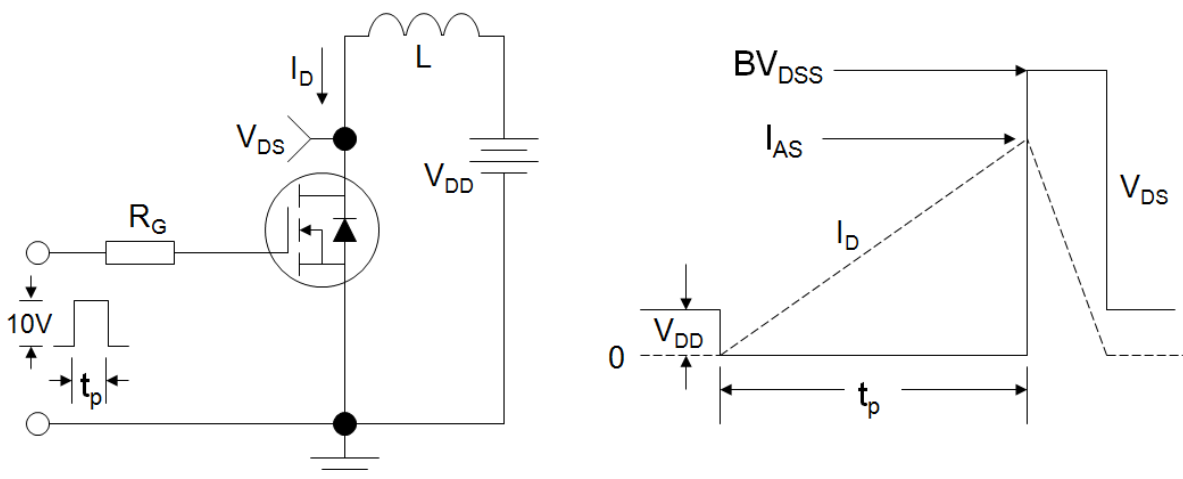 I_D
L
V_DS
V_DD
R_G
10V
t_p
BV_DSS
I_AS
V_DS
I_D
V_DD
0
t_p